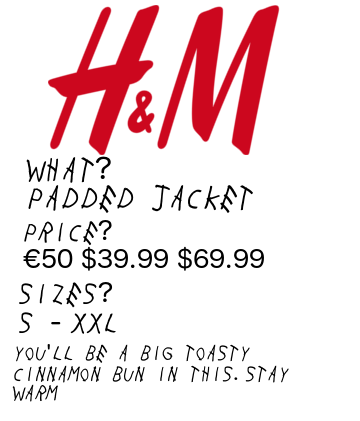 H&M
WHAT?
PADDED JACKET
PRICE?
€50 $39.99 $69.99
SIZES?
S - XXL
YOU'LL BE A BIG TOASTY
CINNAMON BUN IN THIS. STAY
WARM